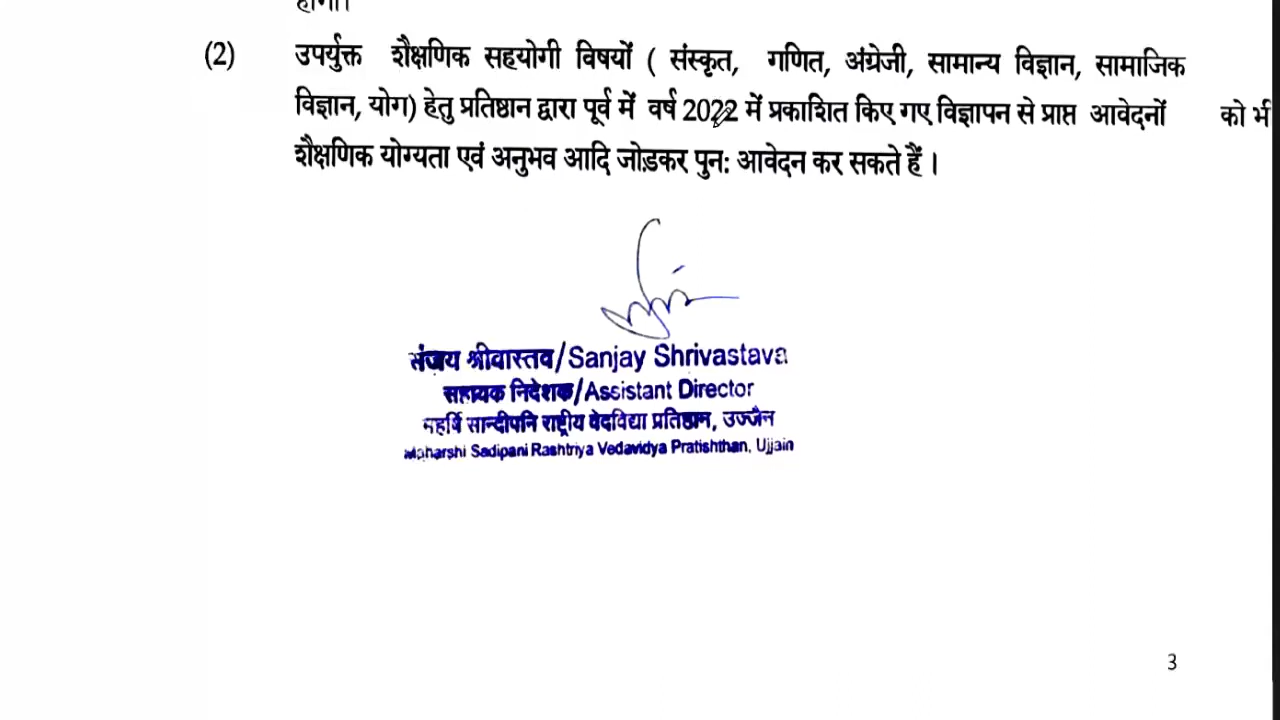 होगा।
(2) उपर्युक्त शैक्षणिक सहयोगी विषयों ( संस्कृत, गणित, अंग्रेजी, सामान्य विज्ञान, सामाजिक
विज्ञान, योग) हेतु प्रतिष्ठान द्वारा पूर्व में वर्ष 2022 में प्रकाशित किए गए विज्ञापन से प्राप्त आवेदनों को भी
शैक्षणिक योग्यता एवं अनुभव आदि जोड़कर पुन: आवेदन कर सकते हैं ।
संजय श्रीवास्तव/Sanjay Shrivastava
सहायक निदेशक/Assistant Director
महर्षि सान्दीपनि राष्ट्रीय वेदविद्या प्रतिष्ठान, उज्जैन
Maharshi Sadipani Rashtriya Vedavidya Pratishthan, Ujjain
3